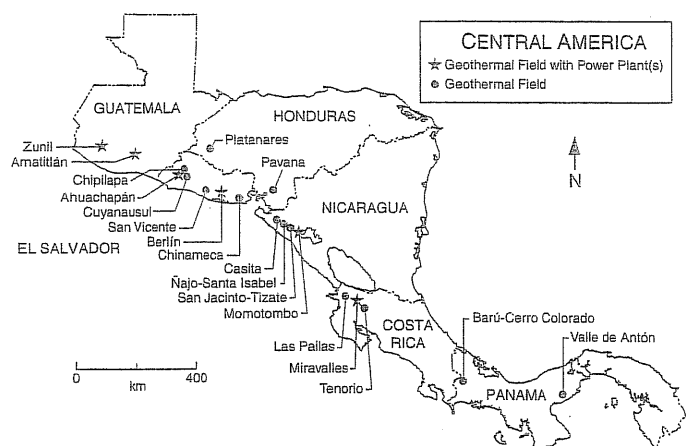 CENTRAL AMERICA
Geothermal Field with Power Plant(s)
Geothermal Field
GUATEMALA
HONDURAS
Zunil
Amatitlán
Platanares
N
Chipilapa
Pavana
Ahuachapán
Cuyanausul
NICARAGUA
San Vicente
EL SALVADOR
Berlín
Chinameca
Casita
Ñajo-Santa Isabel
San Jacinto-Tizate
Momotombo
Barú-Cerro Colorado
COSTA
RICA
Valle de Antón
Las Pailas
Miravalles
Tenorio
PANAMA
0
400
km